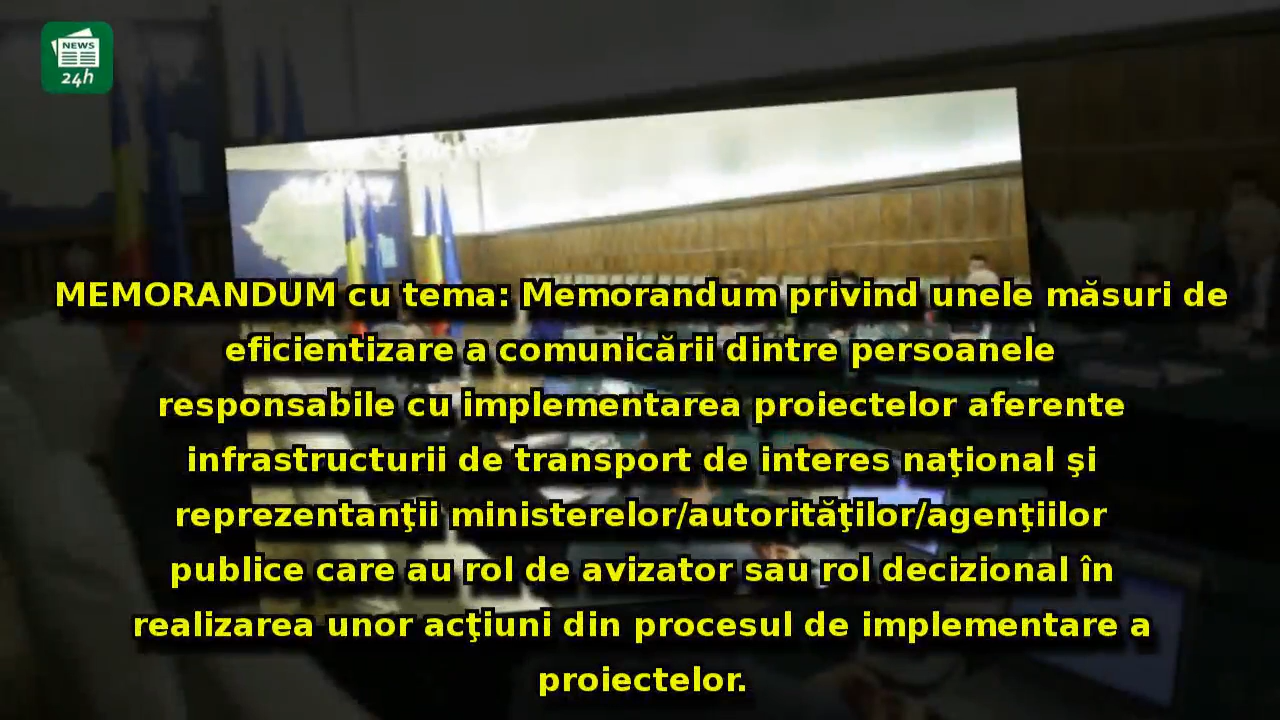 NEWS
24h
MEMORANDUM cu tema: Memorandum privind unele măsuri de
eficientizare a comunicării dintre persoanele
responsabile cu implementarea proiectelor aferente
infrastructurii de transport de interes naţional şi
reprezentanţii ministerelor/autorităţilor/agenţiilor
publice care au rol de avizator sau rol decizional în
realizarea unor acţiuni din procesul de implementare a
proiectelor.